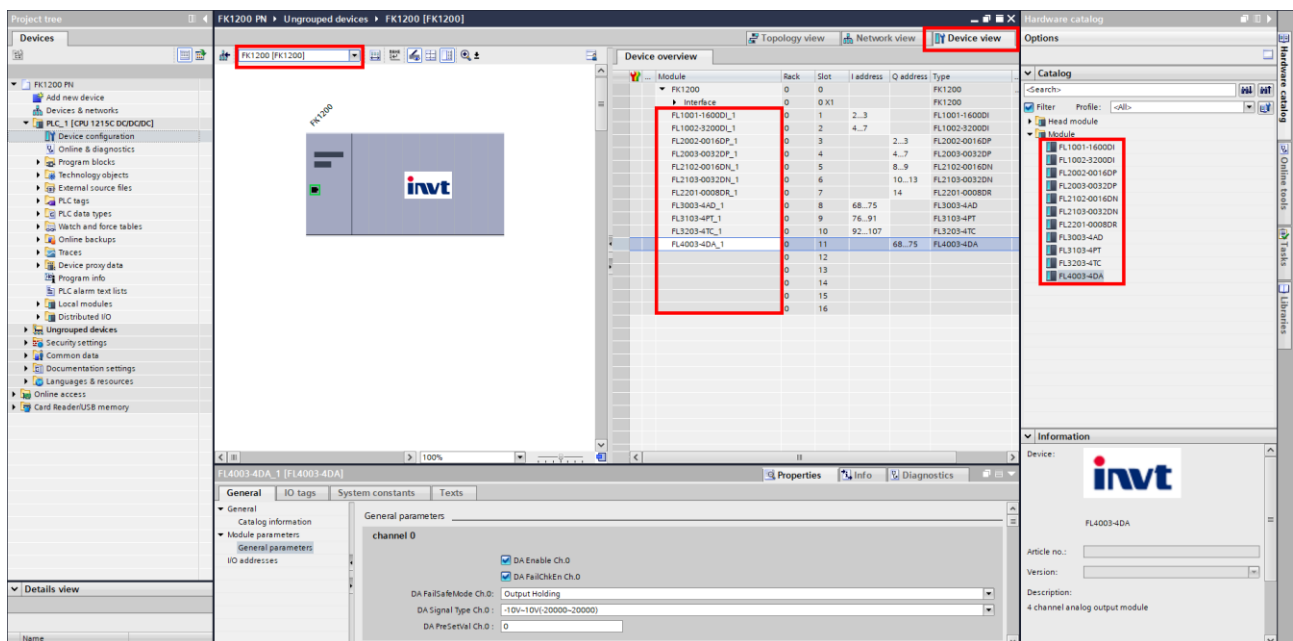 Project tree
Devices
FK1200 PN
Add new device
Devices & networks
PLC_1 [CPU 1215C DC/DC/DC]
Device configuration
Online & diagnostics
Program blocks
Technology objects
External source files
PLC tags
PLC data types
Watch and force tables
Online backups
Traces
Device proxy data
Program info
PLC alarm text lists
Local modules
Distributed I/O
Ungrouped devices
Security settings
Common data
Documentation settings
Languages & resources
Online access
Card Reader/USB memory
Details view
Name
FK1200 PN Ungrouped devices FK1200 [FK1200]
Topology view Network view Device view
FK1200 [FK1200]
FK1200
invt
100%
Device overview
... Module Rack Slot I address Q address Type
FK1200 0 0 FK1200
Interface 0 0 X1 FK1200
FL1001-1600DI_1 0 1 2...3 FL1001-1600DI
FL1002-3200DI_1 0 2 4...7 FL1002-3200DI
FL2002-0016DP_1 0 3 2...3 FL2002-0016DP
FL2003-0032DP_1 0 4 4...7 FL2003-0032DP
FL2102-0016DN_1 0 5 8...9 FL2102-0016DN
FL2103-0032DN_1 0 6 10...13 FL2103-0032DN
FL2201-0008DR_1 0 7 14 FL2201-0008DR
FL3003-4AD_1 0 8 68...75 FL3003-4AD
FL3103-4PT_1 0 9 76...91 FL3103-4PT
FL3203-4TC_1 0 10 92...107 FL3203-4TC
FL4003-4DA_1 0 11 68...75 FL4003-4DA
0 12
0 13
0 14
0 15
0 16
FL4003-4DA_1 [FL4003-4DA]
Properties Info Diagnostics
General IO tags System constants Texts
General
Catalog information
Module parameters
General parameters
I/O addresses
General parameters
channel 0
DA Enable Ch.0
DA FailChkEn Ch.0
DA FailSafeMode Ch.0: Output Holding
DA Signal Type Ch.0 : -10V~10V(-20000~20000)
DA PreSetVal Ch.0 : 0
Hardware catalog
Options
Catalog
<Search>
Filter Profile: <All>
Head module
Module
FL1001-1600DI
FL1002-3200DI
FL2002-0016DP
FL2003-0032DP
FL2102-0016DN
FL2103-0032DN
FL2201-0008DR
FL3003-4AD
FL3103-4PT
FL3203-4TC
FL4003-4DA
Information
Device:
invt
FL4003-4DA
Article no.:
Version:
Description:
4 channel analog output module
Hardware catalog
Online tools
Tasks
Libraries